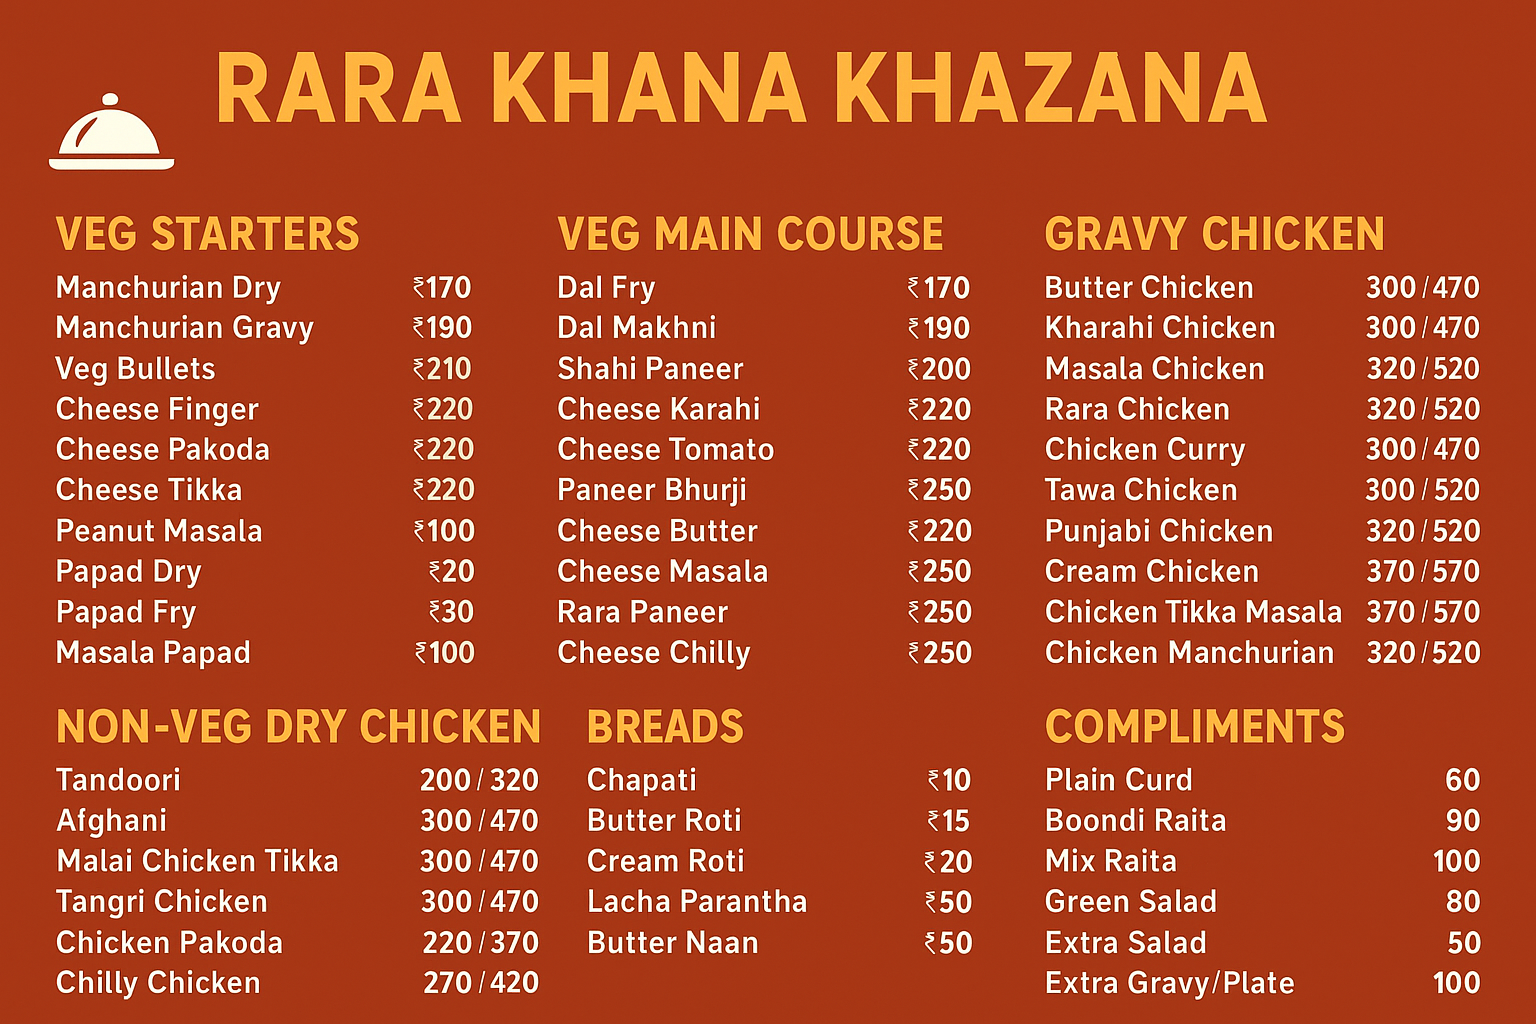 RARA KHANA KHAZANA
VEG STARTERS
Manchurian Dry ₹170
Manchurian Gravy ₹190
Veg Bullets ₹210
Cheese Finger ₹220
Cheese Pakoda ₹220
Cheese Tikka ₹220
Peanut Masala ₹100
Papad Dry ₹20
Papad Fry ₹30
Masala Papad ₹100
VEG MAIN COURSE
Dal Fry ₹170
Dal Makhni ₹190
Shahi Paneer ₹200
Cheese Karahi ₹220
Cheese Tomato ₹220
Paneer Bhurji ₹250
Cheese Butter ₹220
Cheese Masala ₹250
Rara Paneer ₹250
Cheese Chilly ₹250
GRAVY CHICKEN
Butter Chicken 300/470
Kharahi Chicken 300/470
Masala Chicken 320/520
Rara Chicken 320/520
Chicken Curry 300/470
Tawa Chicken 300/520
Punjabi Chicken 320/520
Cream Chicken 370/570
Chicken Tikka Masala 370/570
Chicken Manchurian 320/520
NON-VEG DRY CHICKEN
Tandoori 200/320
Afghani 300/470
Malai Chicken Tikka 300/470
Tangri Chicken 300/470
Chicken Pakoda 220/370
Chilly Chicken 270/420
BREADS
Chapati ₹10
Butter Roti ₹15
Cream Roti ₹20
Lacha Parantha ₹50
Butter Naan ₹50
COMPLIMENTS
Plain Curd 60
Boondi Raita 90
Mix Raita 100
Green Salad 80
Extra Salad 50
Extra Gravy/Plate 100